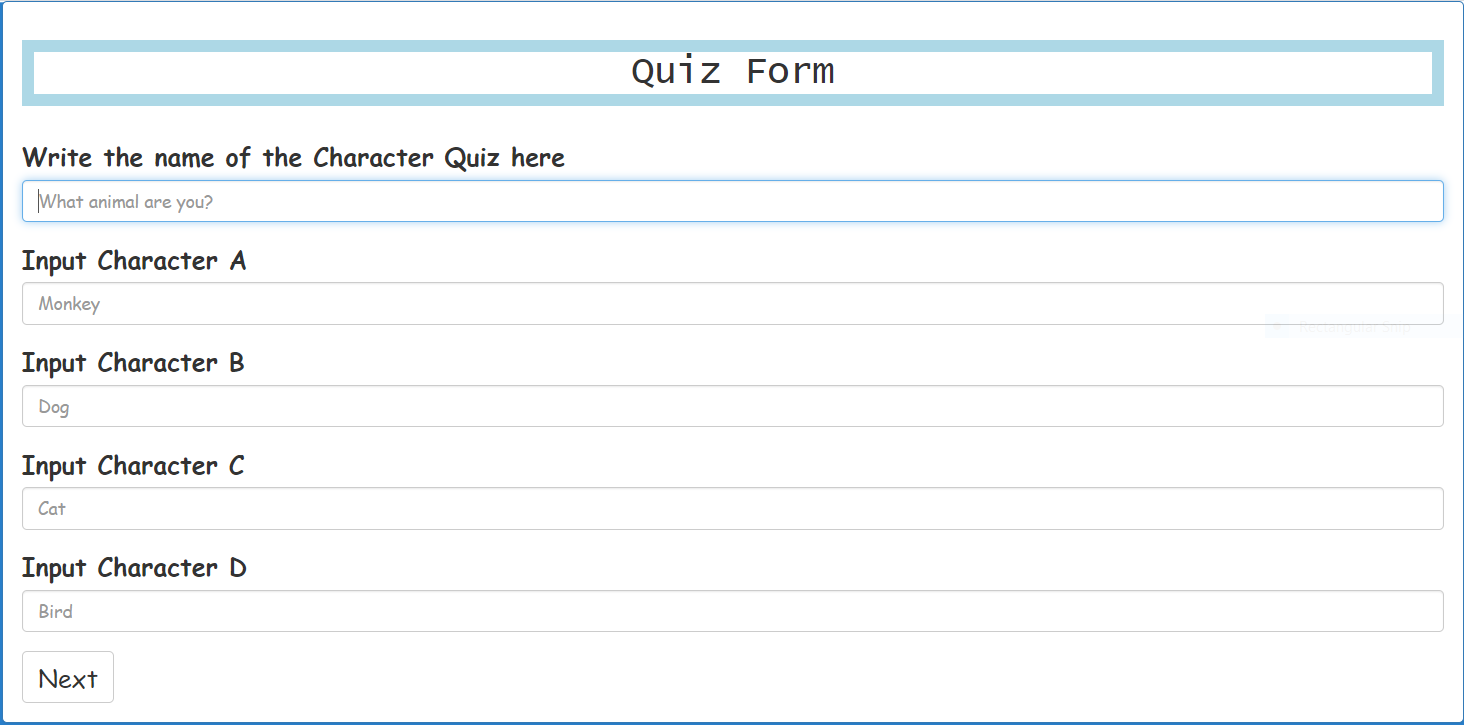 Quiz Form
Write the name of the Character Quiz here
What animal are you?
Input Character A
Monkey
Rectangular Snip
Input Character B
Dog
Input Character C
Cat
Input Character D
Bird
Next